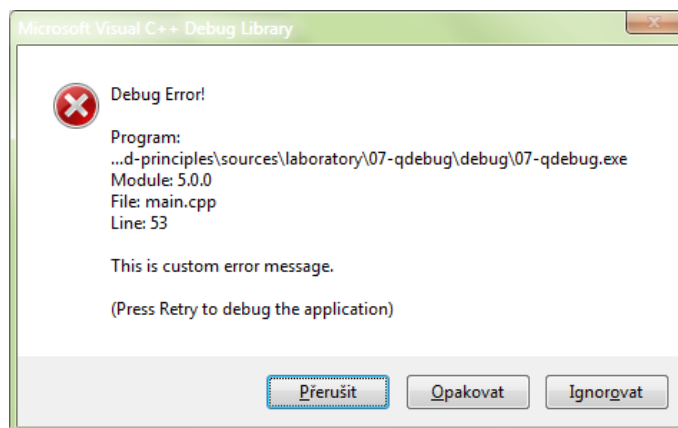 Microsoft Visual C++ Debug Library
Debug Error!
Program:
...d-principles\sources\laboratory\07-qdebug\debug\07-qdebug.exe
Module: 5.0.0
File: main.cpp
Line: 53
This is custom error message.
(Press Retry to debug the application)
Přerušit
Opakovat
Ignorovat